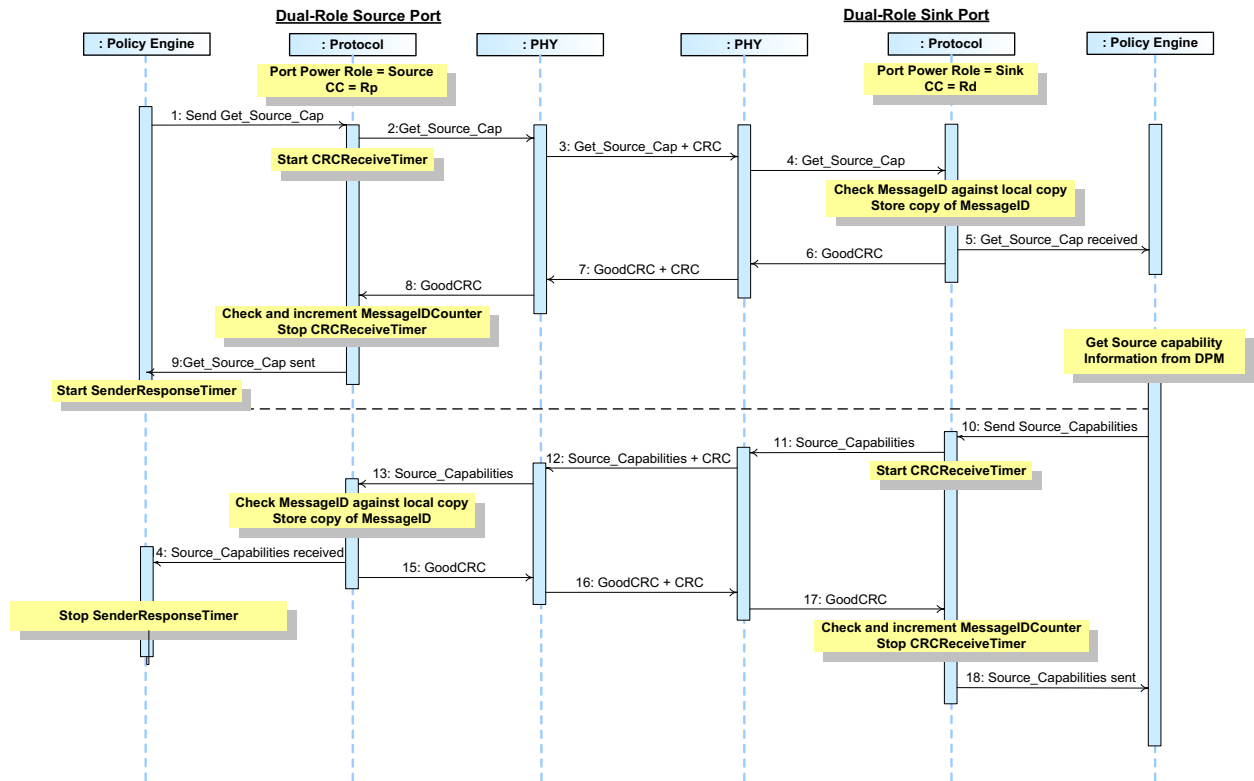 Dual-Role Source Port
Dual-Role Sink Port
: Policy Engine
: Protocol
: PHY
: PHY
: Protocol
: Policy Engine
Port Power Role = Source
CC = Rp
Port Power Role = Sink
CC = Rd
1: Send Get_Source_Cap
2:Get_Source_Cap
Start CRCReceiveTimer
3: Get_Source_Cap + CRC
4: Get_Source_Cap
Check MessageID against local copy
Store copy of MessageID
5: Get_Source_Cap received
6: GoodCRC
7: GoodCRC + CRC
8: GoodCRC
Check and increment MessageIDCounter
Stop CRCReceiveTimer
9:Get_Source_Cap sent
Start SenderResponseTimer
Get Source capability
Information from DPM
10: Send Source_Capabilities
11: Source_Capabilities
Start CRCReceiveTimer
12: Source_Capabilities + CRC
13: Source_Capabilities
Check MessageID against local copy
Store copy of MessageID
4: Source_Capabilities received
15: GoodCRC
16: GoodCRC + CRC
17: GoodCRC
Stop SenderResponseTimer
Check and increment MessageIDCounter
Stop CRCReceiveTimer
18: Source_Capabilities sent